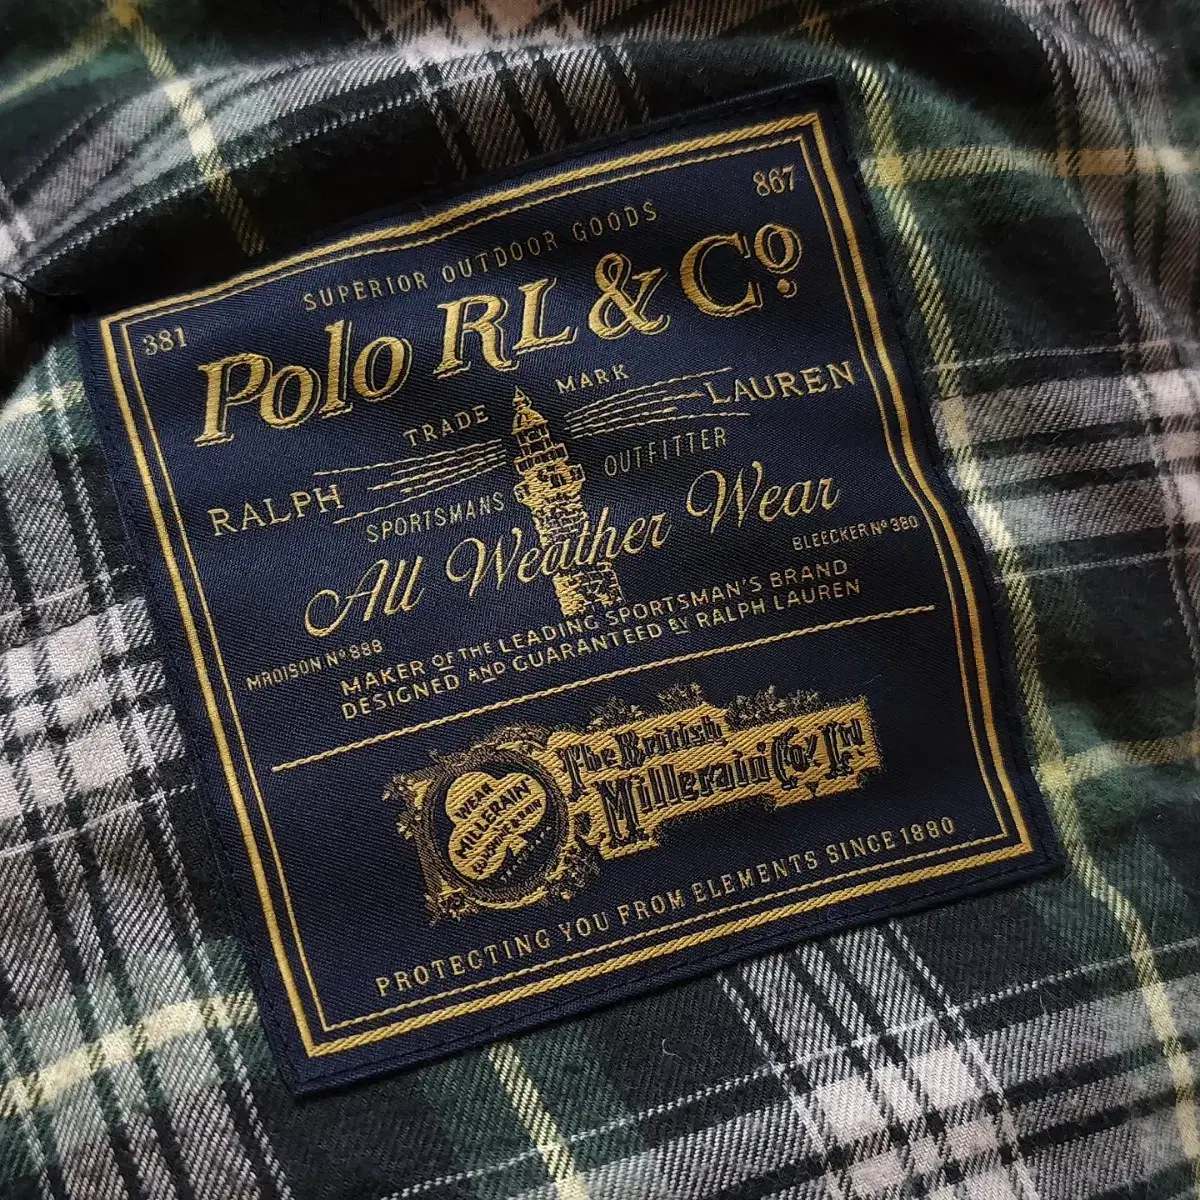 SUPERIOR OUTDOOR GOODS
381
867
Polo RL & Cº
TRADE MARK
RALPH LAUREN
SPORTSMANS OUTFITTER
All Weather Wear
MADISON Nº 888
BLEECKER Nº 380
MAKER OF THE LEADING SPORTSMAN'S BRAND
DESIGNED AND GUARANTEED BY RALPH LAUREN
The British
Millerain Co. Ltd
WEAR
MILLERAIN
PROTECTING YOU FROM ELEMENTS SINCE 1880